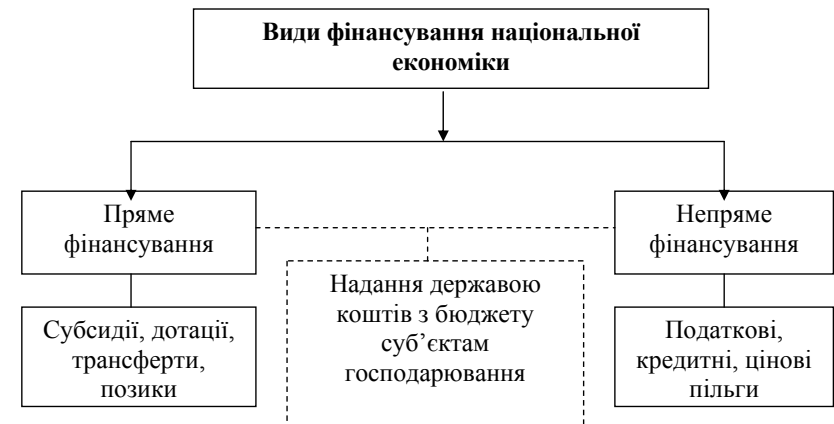 Види фінансування національної
економіки
Пряме
фінансування
Непряме
фінансування
Надання державою
коштів з бюджету
суб’єктам
господарювання
Субсидії, дотації,
трансферти,
позики
Податкові,
кредитні, цінові
пільги